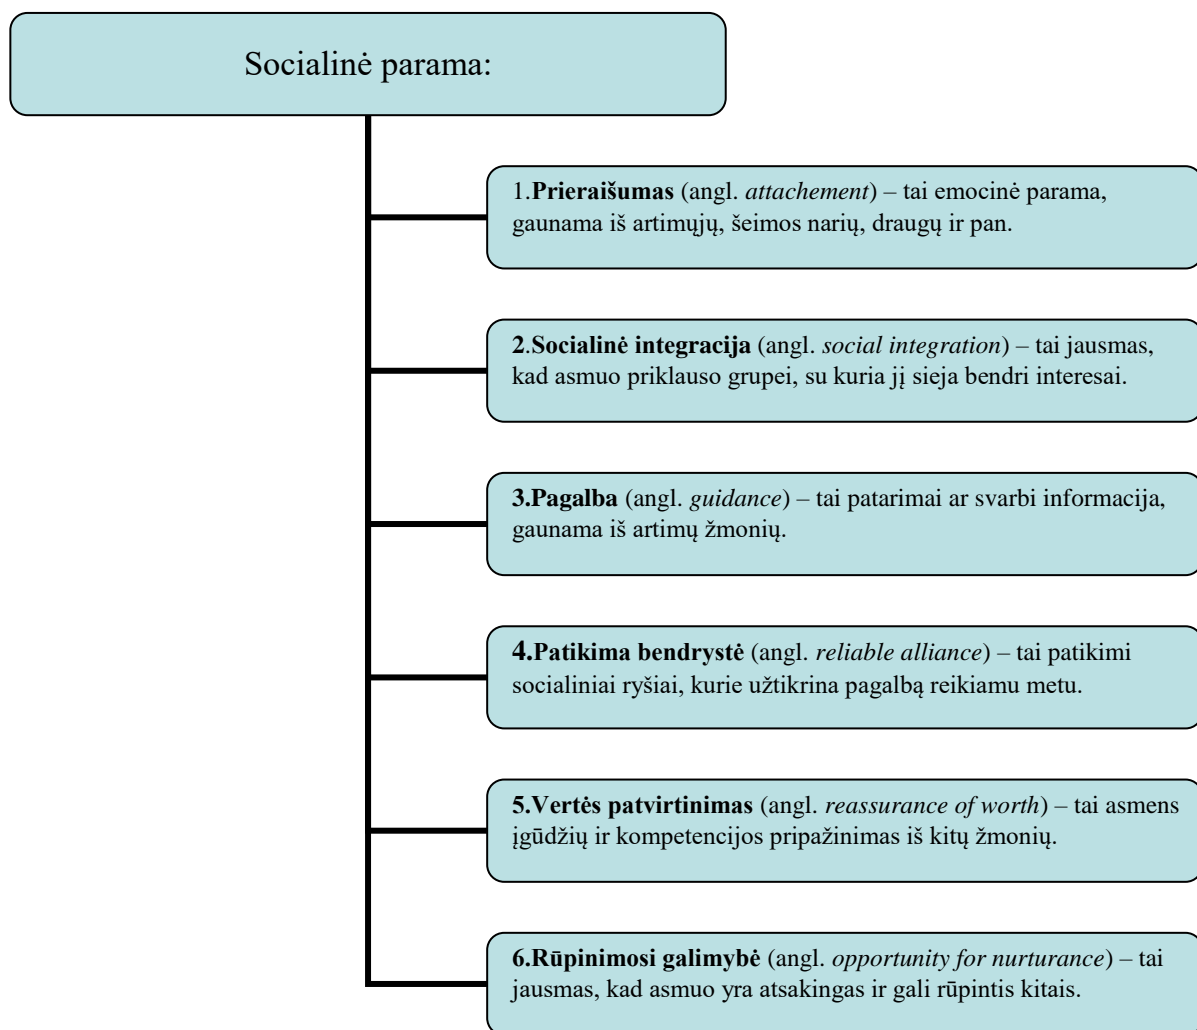 Socialinė parama:
1.Prieraišumas (angl. attachement) – tai emocinė parama,
gaunama iš artimųjų, šeimos narių, draugų ir pan.
2.Socialinė integracija (angl. social integration) – tai jausmas,
kad asmuo priklauso grupei, su kuria jį sieja bendri interesai.
3.Pagalba (angl. guidance) – tai patarimai ar svarbi informacija,
gaunama iš artimų žmonių.
4.Patikima bendrystė (angl. reliable alliance) – tai patikimi
socialiniai ryšiai, kurie užtikrina pagalbą reikiamu metu.
5.Vertės patvirtinimas (angl. reassurance of worth) – tai asmens
įgūdžių ir kompetencijos pripažinimas iš kitų žmonių.
6.Rūpinimosi galimybė (angl. opportunity for nurturance) – tai
jausmas, kad asmuo yra atsakingas ir gali rūpintis kitais.